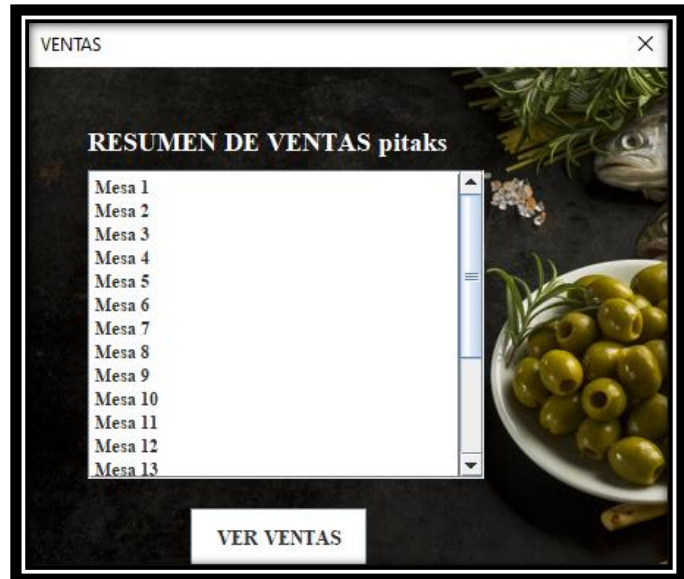 VENTAS
RESUMEN DE VENTAS pitaks
Mesa 1
Mesa 2
Mesa 3
Mesa 4
Mesa 5
Mesa 6
Mesa 7
Mesa 8
Mesa 9
Mesa 10
Mesa 11
Mesa 12
Mesa 13
VER VENTAS